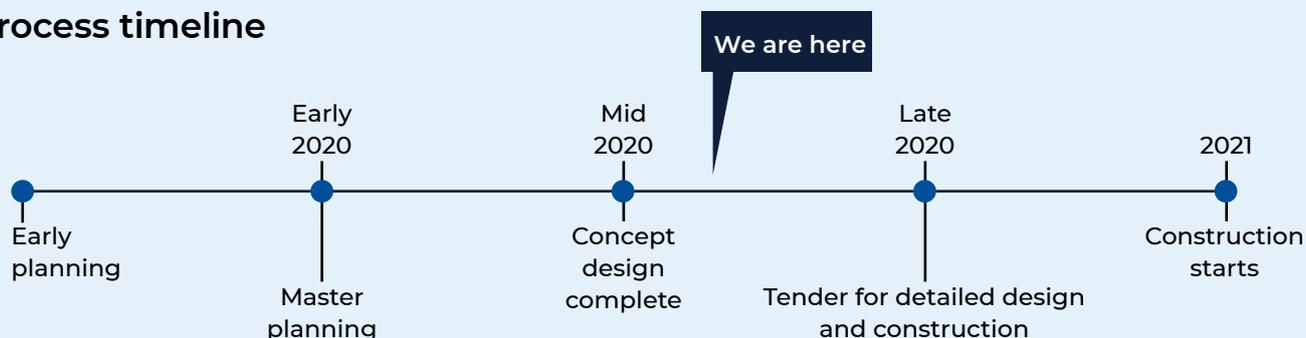 rocess timeline
We are here
Early
2020
Mid
2020
Late
2020
2021
Early
planning
Master
planning
Concept
design
complete
Tender for detailed design
and construction
Construction
starts